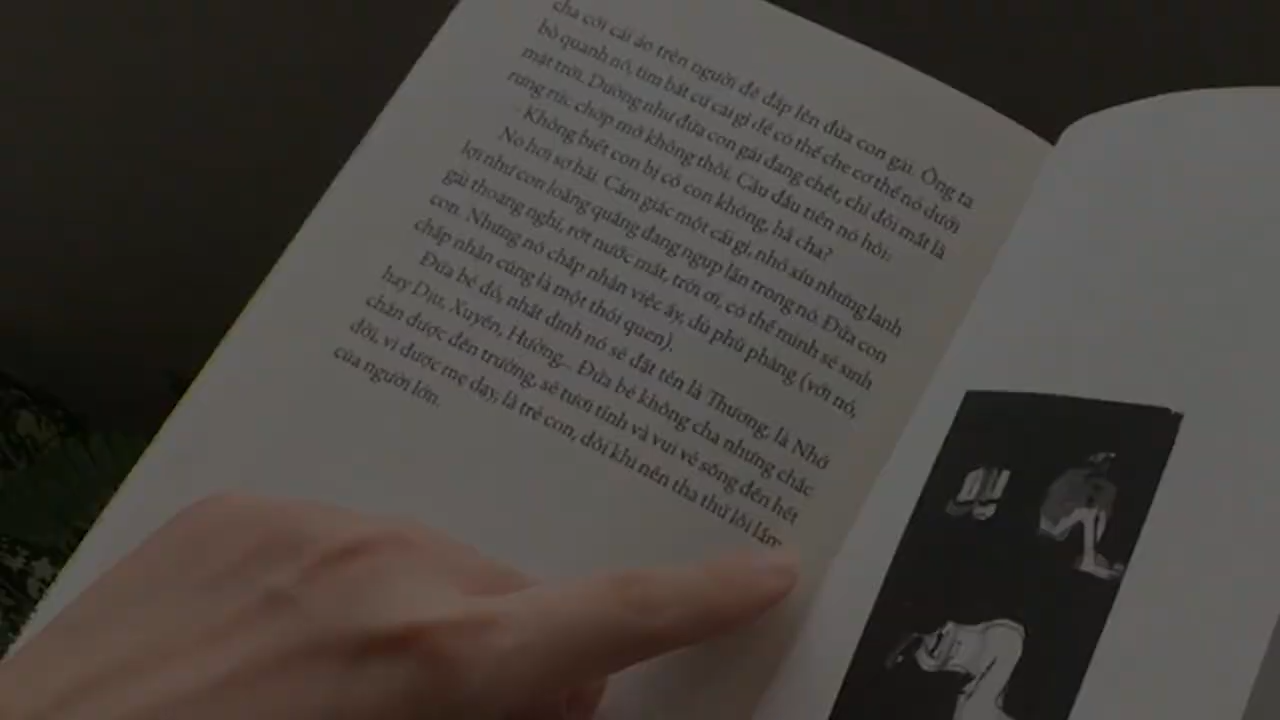 cha cởi cái áo trên người để đắp lên đứa con gái. Ông ta
bò quanh nó, tìm bất cứ cái gì để có thể che cơ thể nó dưới
mặt trời. Dường như đứa con gái đang chết, chỉ đôi mắt là
rưng rức chớp mở không thôi. Câu đầu tiên nó hỏi:
- Không biết con bị có con không, hả cha?
Nó hơi sợ hãi. Cảm giác một cái gì, nhỏ xíu nhưng lanh
lợi như con loăng quăng đang ngụp lặn trong nó. Đứa con
gái thoáng nghĩ, rớt nước mắt, trời ơi, có thể mình sẽ sinh
con. Nhưng nó chấp nhận việc ấy, dù phũ phàng (với nó,
chấp nhận cũng là một thói quen).
Đứa bé đó, nhất định nó sẽ đặt tên là Thương, là Nhớ
hay Dịu, Xuyến, Hường... Đứa bé không cha nhưng chắc
chắn được đến trường, sẽ tươi tỉnh và vui vẻ sống đến hết
đời, vì được mẹ dạy, là trẻ con, đôi khi nên tha thứ lỗi lầm
của người lớn.